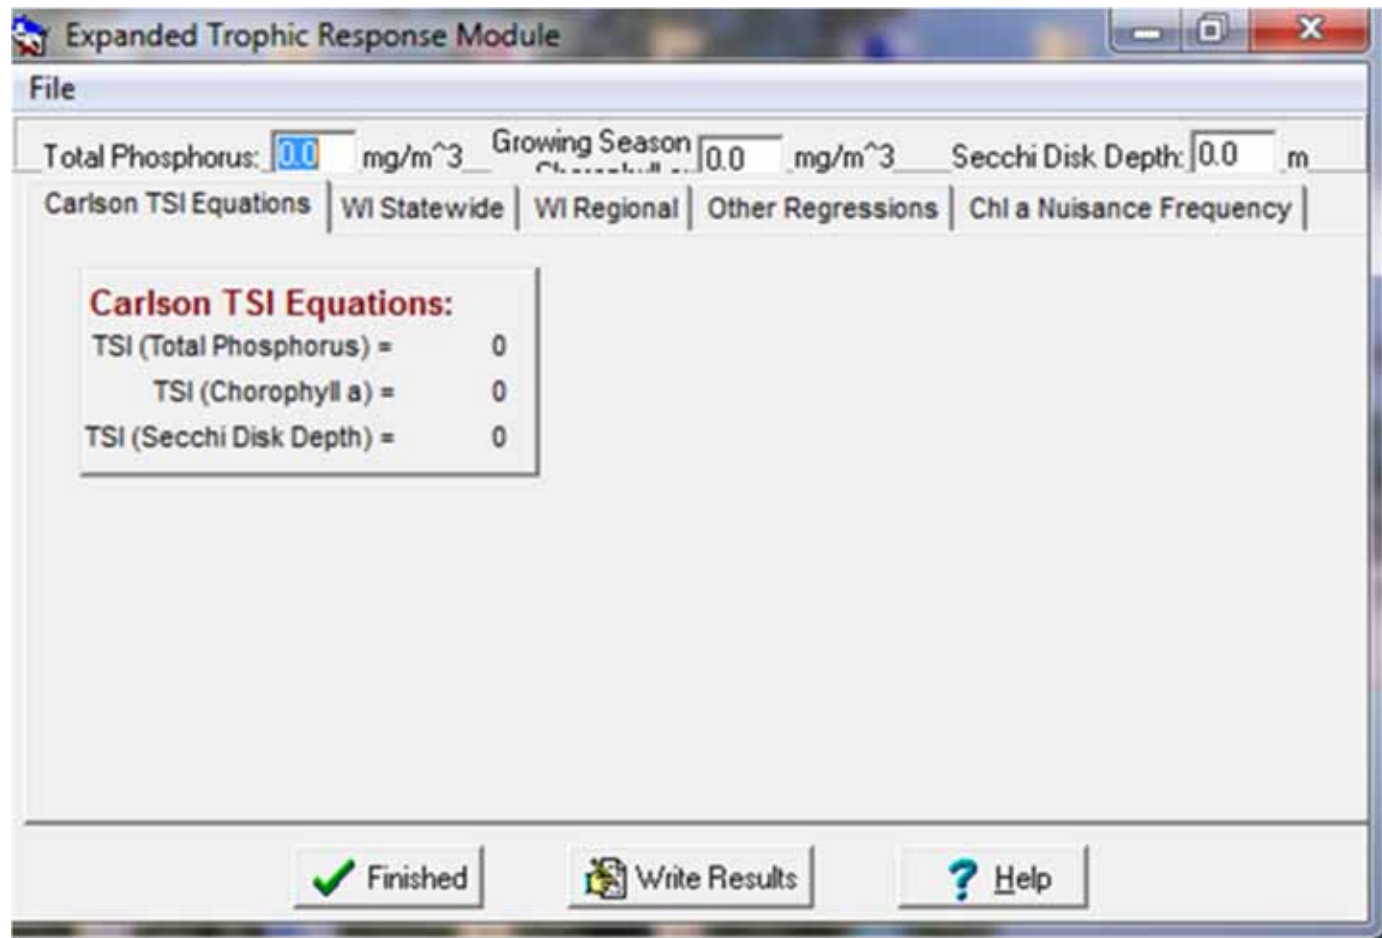 Expanded Trophic Response Module
File
Total Phosphorus: 0.0 mg/m^3 Growing Season 0.0 mg/m^3 Secchi Disk Depth: 0.0 m
Carlson TSI Equations WI Statewide WI Regional Other Regressions Chl a Nuisance Frequency
Carlson TSI Equations:
TSI (Total Phosphorus) = 0
TSI (Chorophyll a) = 0
TSI (Secchi Disk Depth) = 0
Finished Write Results Help